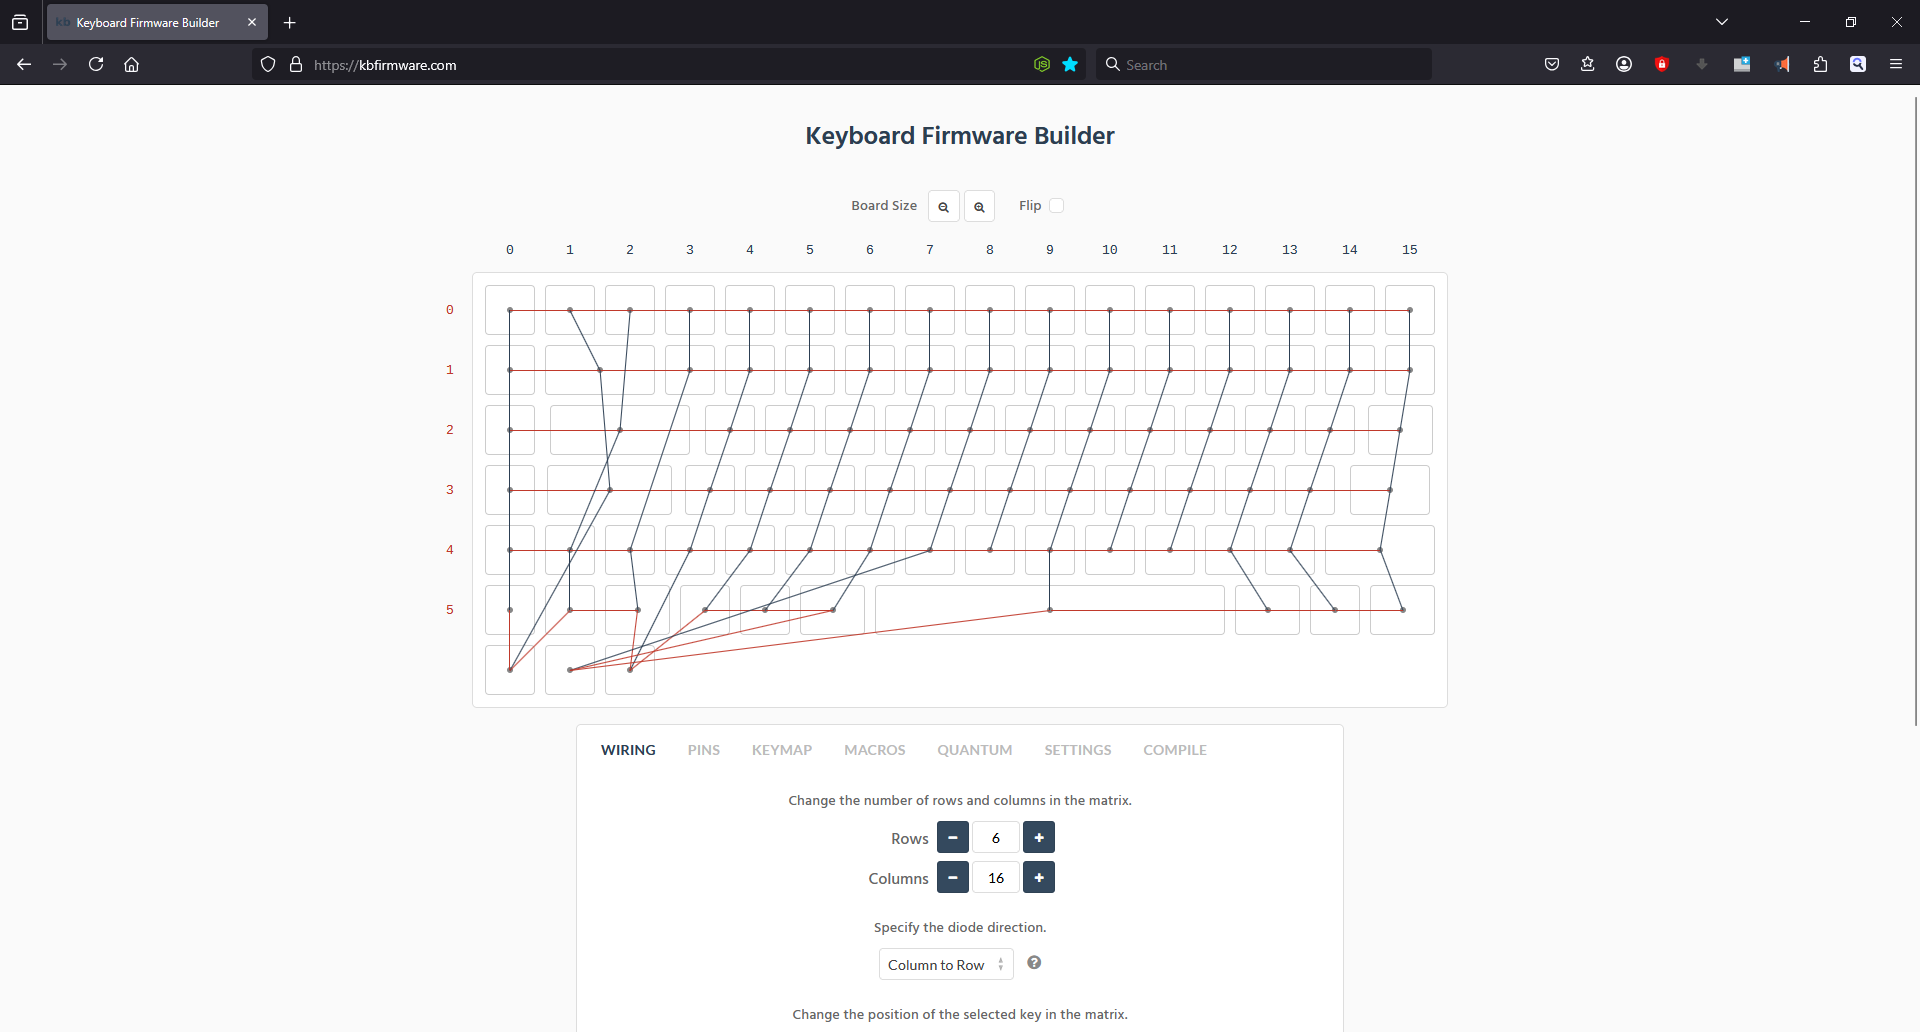 kb Keyboard Firmware Builder
https://kbfirmware.com
Search
Keyboard Firmware Builder
Board Size
Flip
0 1 2 3 4 5 6 7 8 9 10 11 12 13 14 15
0
1
2
3
4
5
WIRING PINS KEYMAP MACROS QUANTUM SETTINGS COMPILE
Change the number of rows and columns in the matrix.
Rows − 6 +
Columns − 16 +
Specify the diode direction.
Column to Row ?
Change the position of the selected key in the matrix.